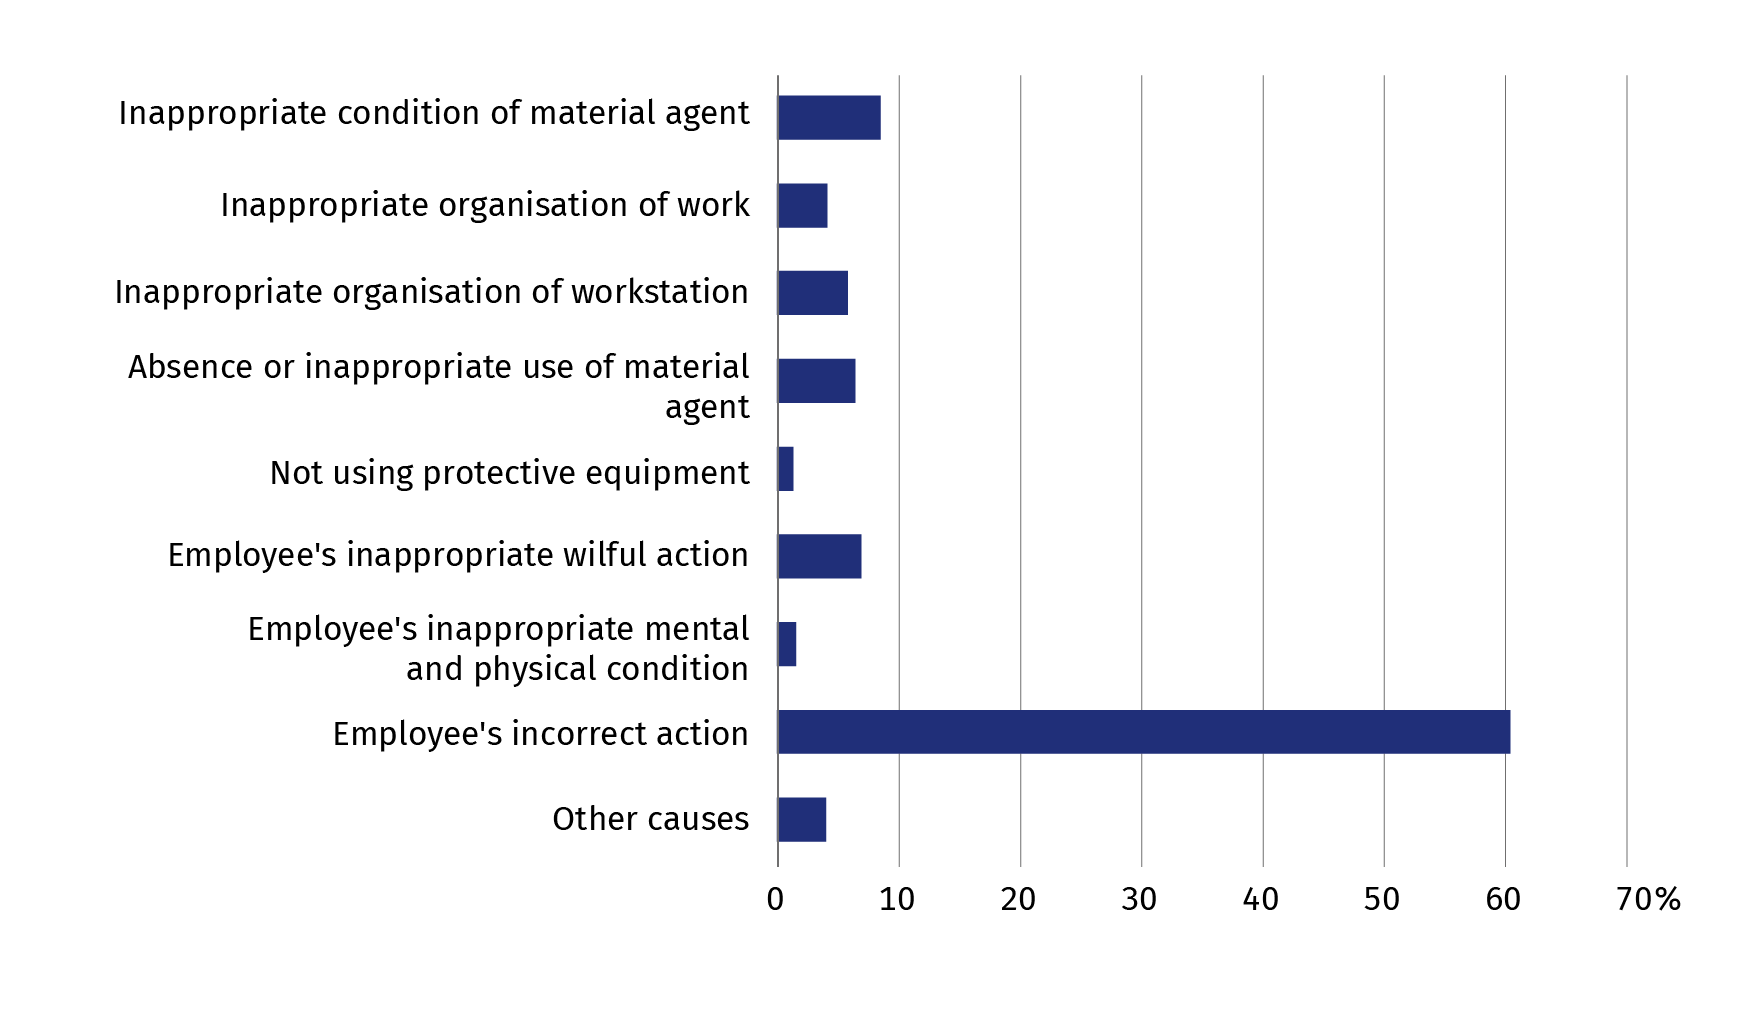 Inappropriate condition of material agent
Inappropriate organisation of work
Inappropriate organisation of workstation
Absence or inappropriate use of material
agent
Not using protective equipment
Employee's inappropriate wilful action
Employee's inappropriate mental
and physical condition
Employee's incorrect action
Other causes
0 10 20 30 40 50 60 70%